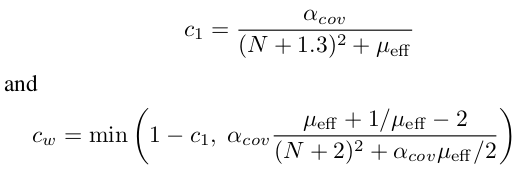 c_1 = \frac{\alpha_{cov}}{(N + 1.3)^2 + \mu_{\text{eff}}}
and
c_w = \min \left( 1 - c_1, \; \alpha_{cov} \frac{\mu_{\text{eff}} + 1/\mu_{\text{eff}} - 2}{(N + 2)^2 + \alpha_{cov} \mu_{\text{eff}}/2} \right)